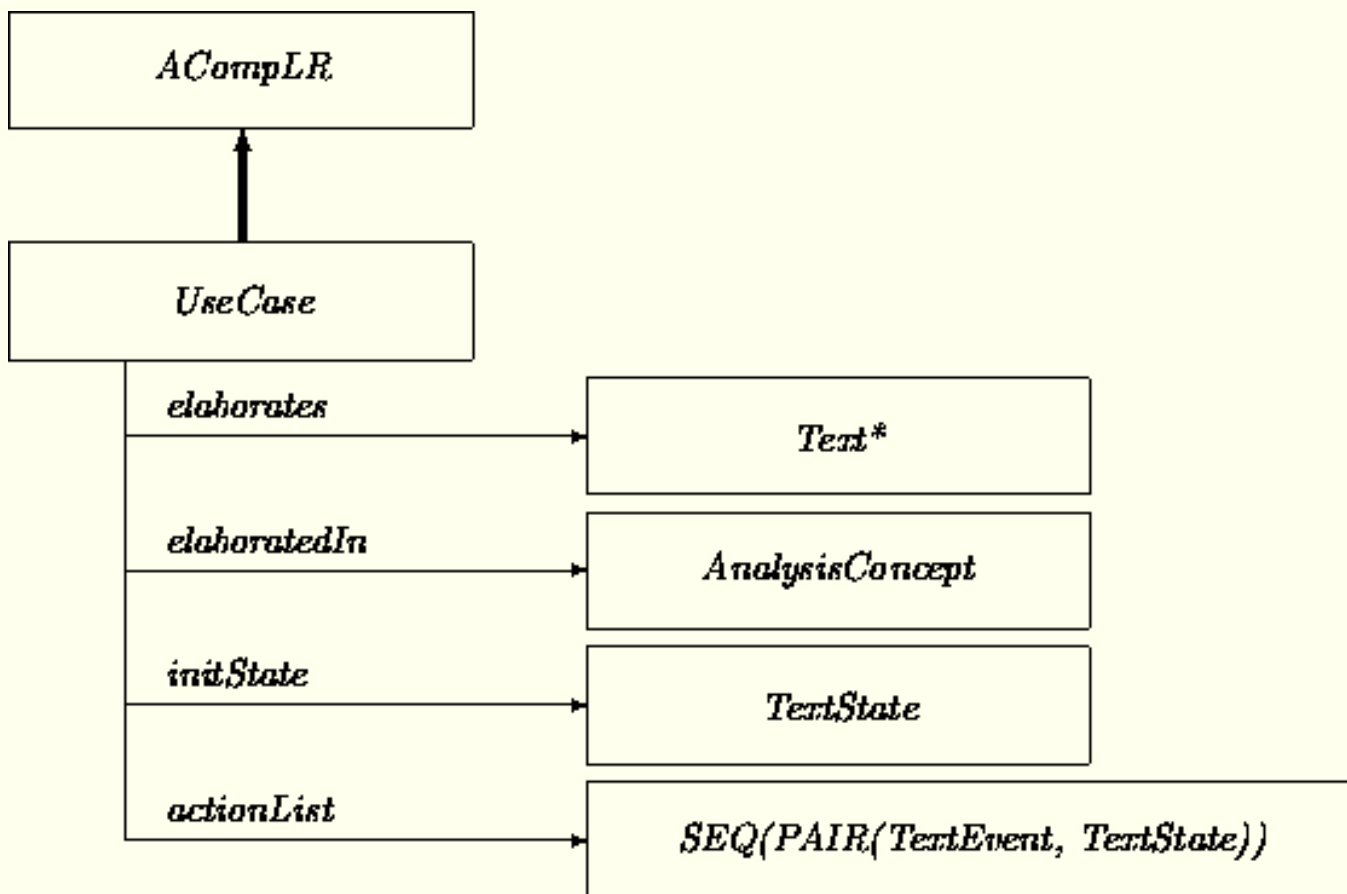 ACompLR
UseCase
elaborates
Text*
elaboratedIn
AnalysisConcept
initState
TextState
actionList
SEQ(PAIR(TextEvent, TextState))